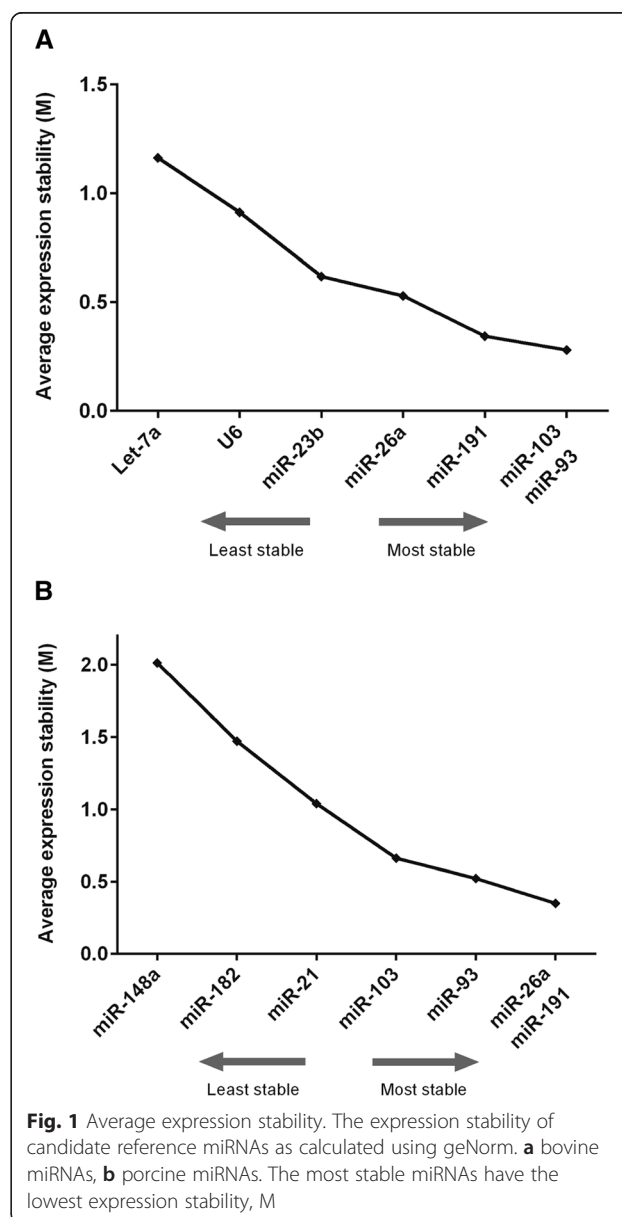 A
Average expression stability (M)
1.5
1.0
0.5
0.0
Let-7a
U6
miR-23b
miR-26a
miR-191
miR-103
miR-93
Least stable
Most stable
B
Average expression stability (M)
2.0
1.5
1.0
0.5
0.0
miR-148a
miR-182
miR-21
miR-103
miR-93
miR-26a
miR-191
Least stable
Most stable
Fig. 1 Average expression stability. The expression stability of
candidate reference miRNAs as calculated using geNorm. a bovine
miRNAs, b porcine miRNAs. The most stable miRNAs have the
lowest expression stability, M